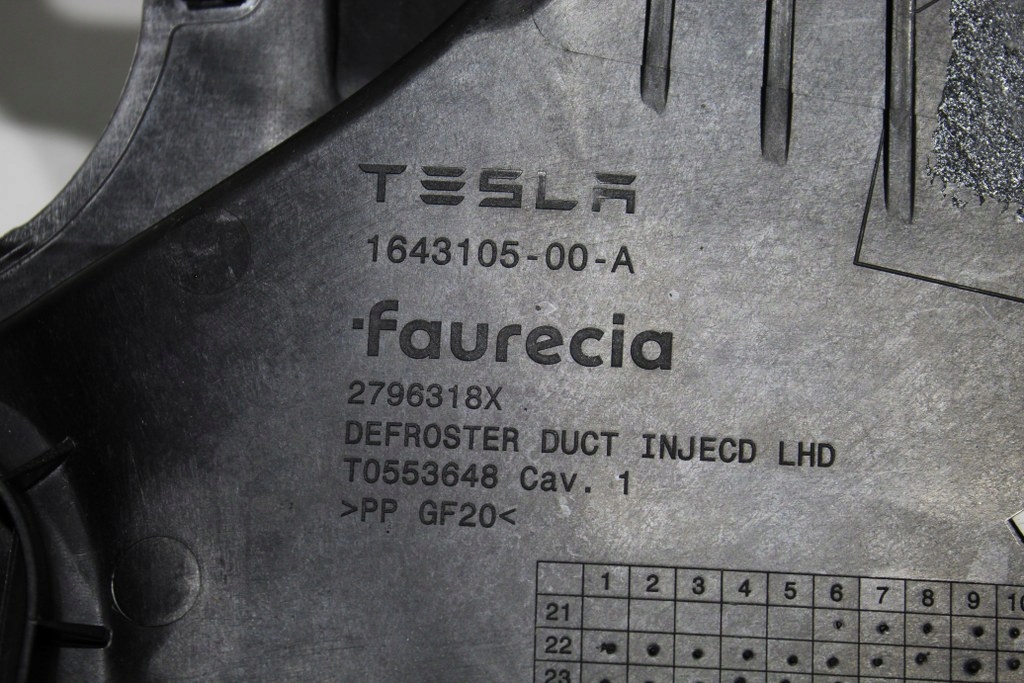 TESLA
1643105-00-A
faurecia
2796318X
DEFROSTER DUCT INJECD LHD
T0553648 Cav. 1
>PP GF20<
1 2 3 4 5 6 7 8 9 10
21
22
23